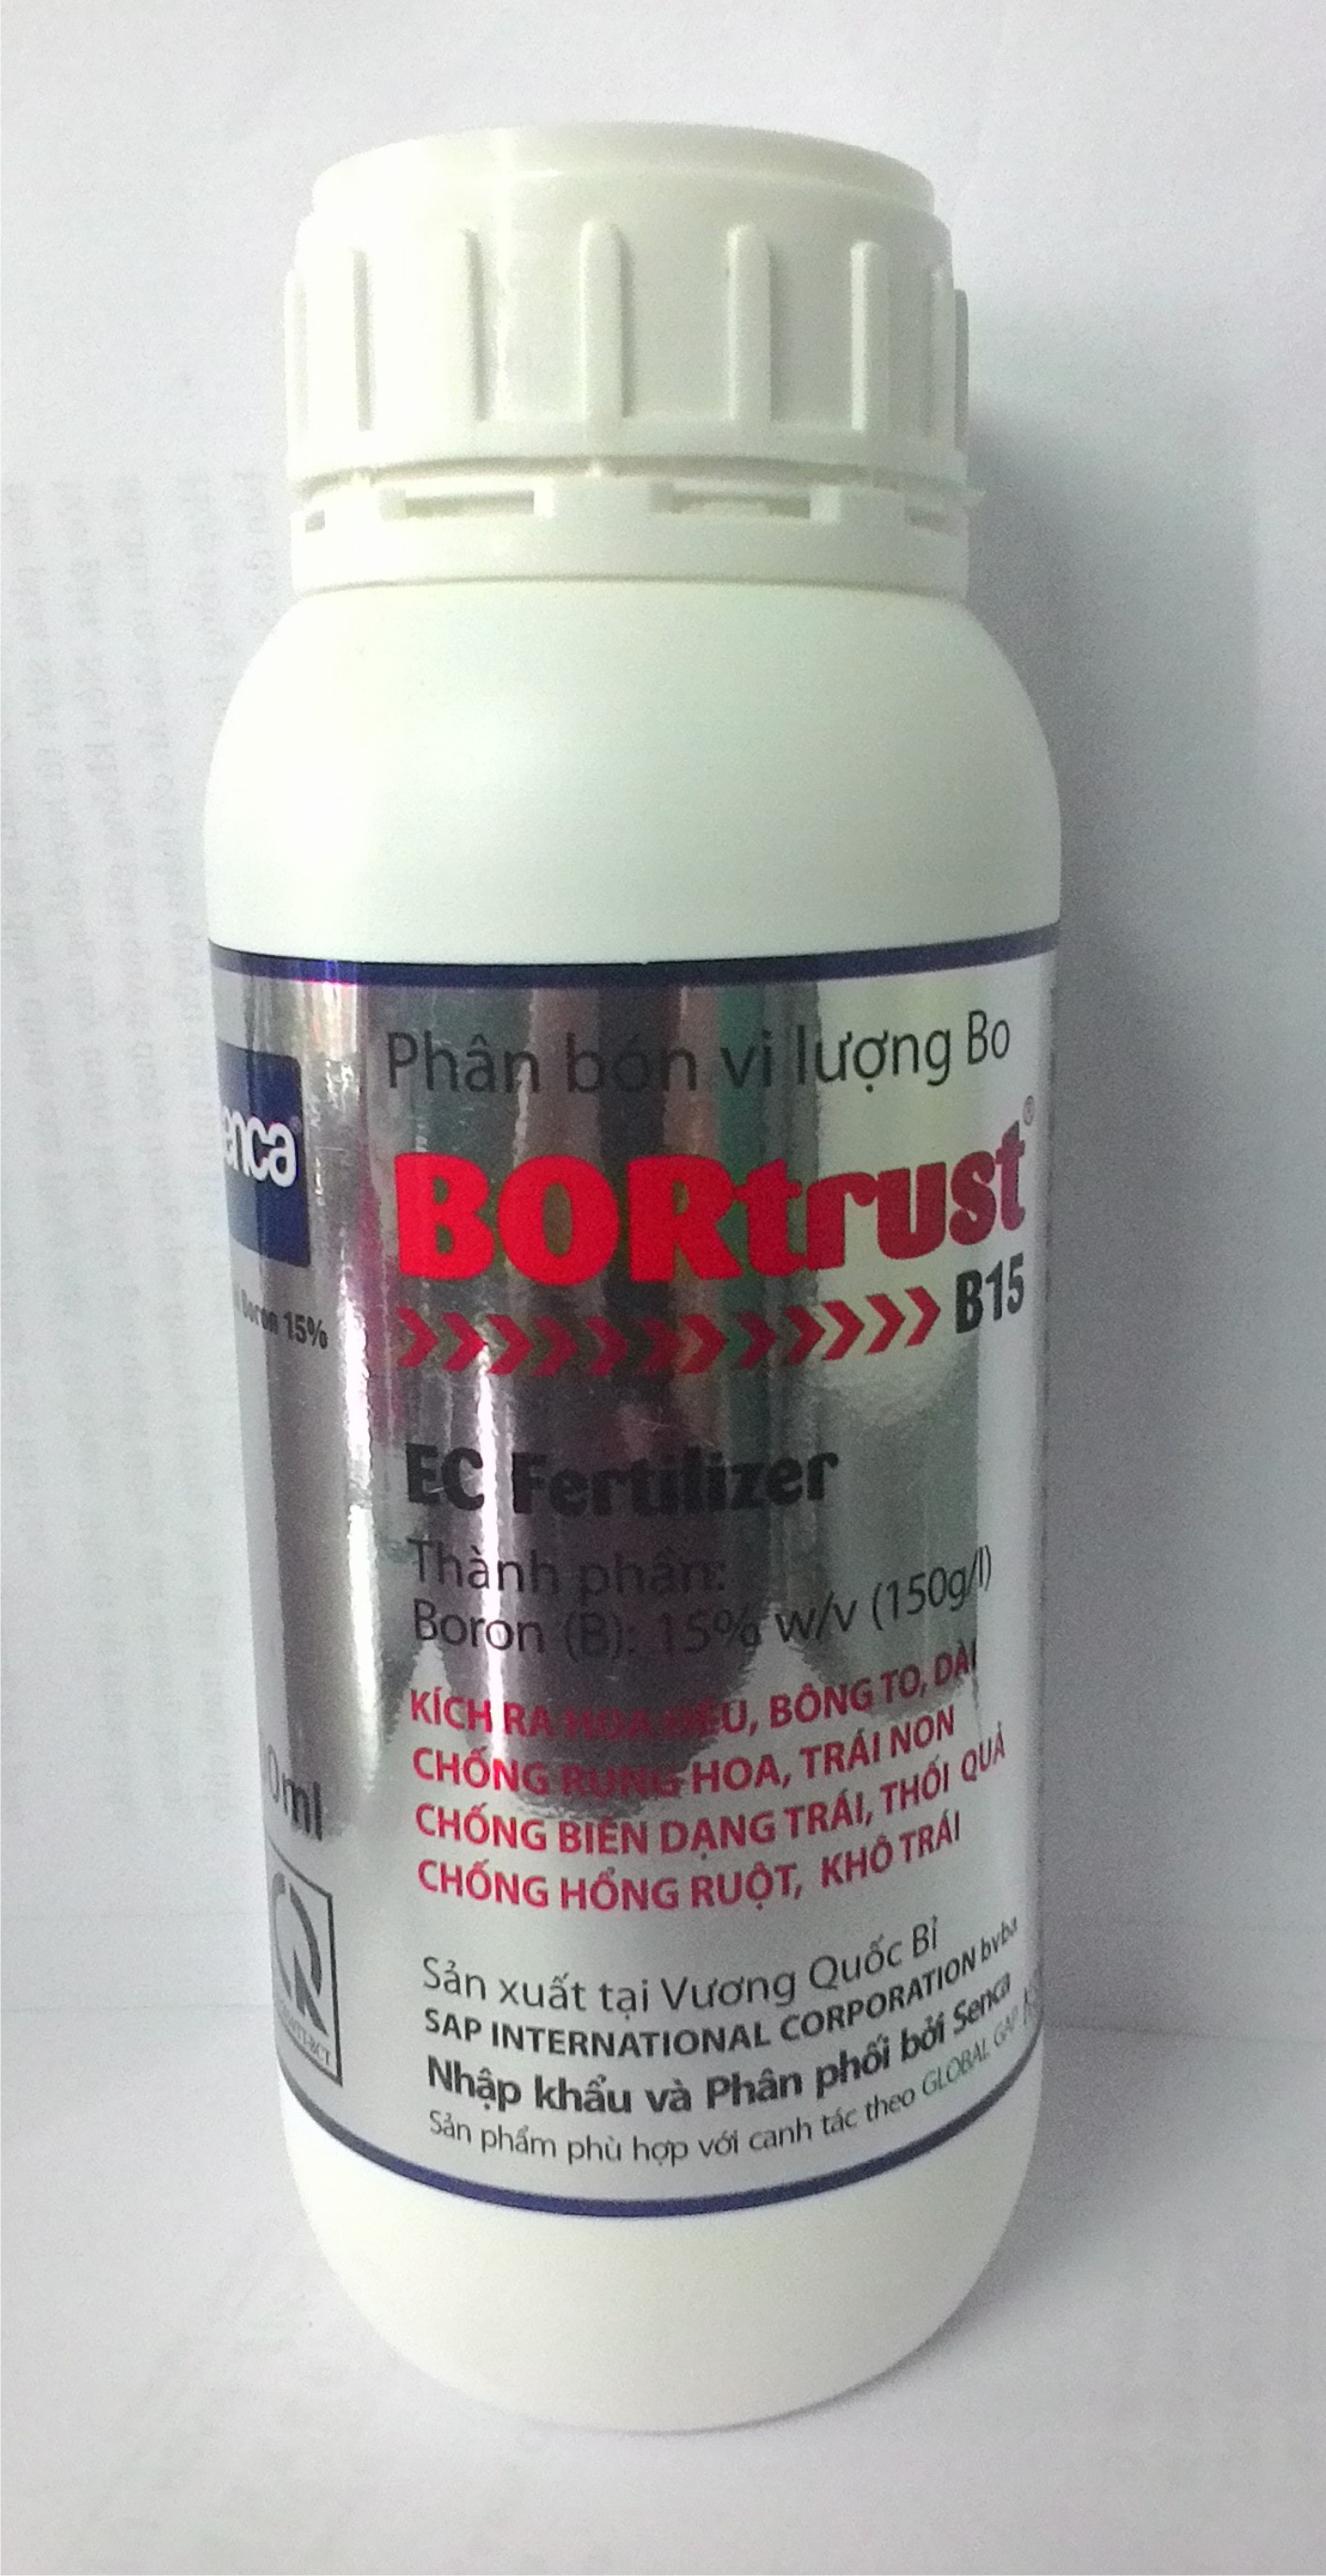 Phân bón vi lượng Bo
enca®
BORtrust®
B15
Boron 15%
EC Fertilizer
Thành phần:
Boron (B): 15% w/v (150g/l)
KÍCH RA HOA NHIỀU, BÔNG TO, DÀI
CHỐNG RỤNG HOA, TRÁI NON
CHỐNG BIẾN DẠNG TRÁI, THỐI QUẢ
CHỐNG HỔNG RUỘT, KHÔ TRÁI
0ml
Sản xuất tại Vương Quốc Bỉ
SAP INTERNATIONAL CORPORATION bvba
Nhập khẩu và Phân phối bởi Senca
Sản phẩm phù hợp với canh tác theo GLOBAL GAP